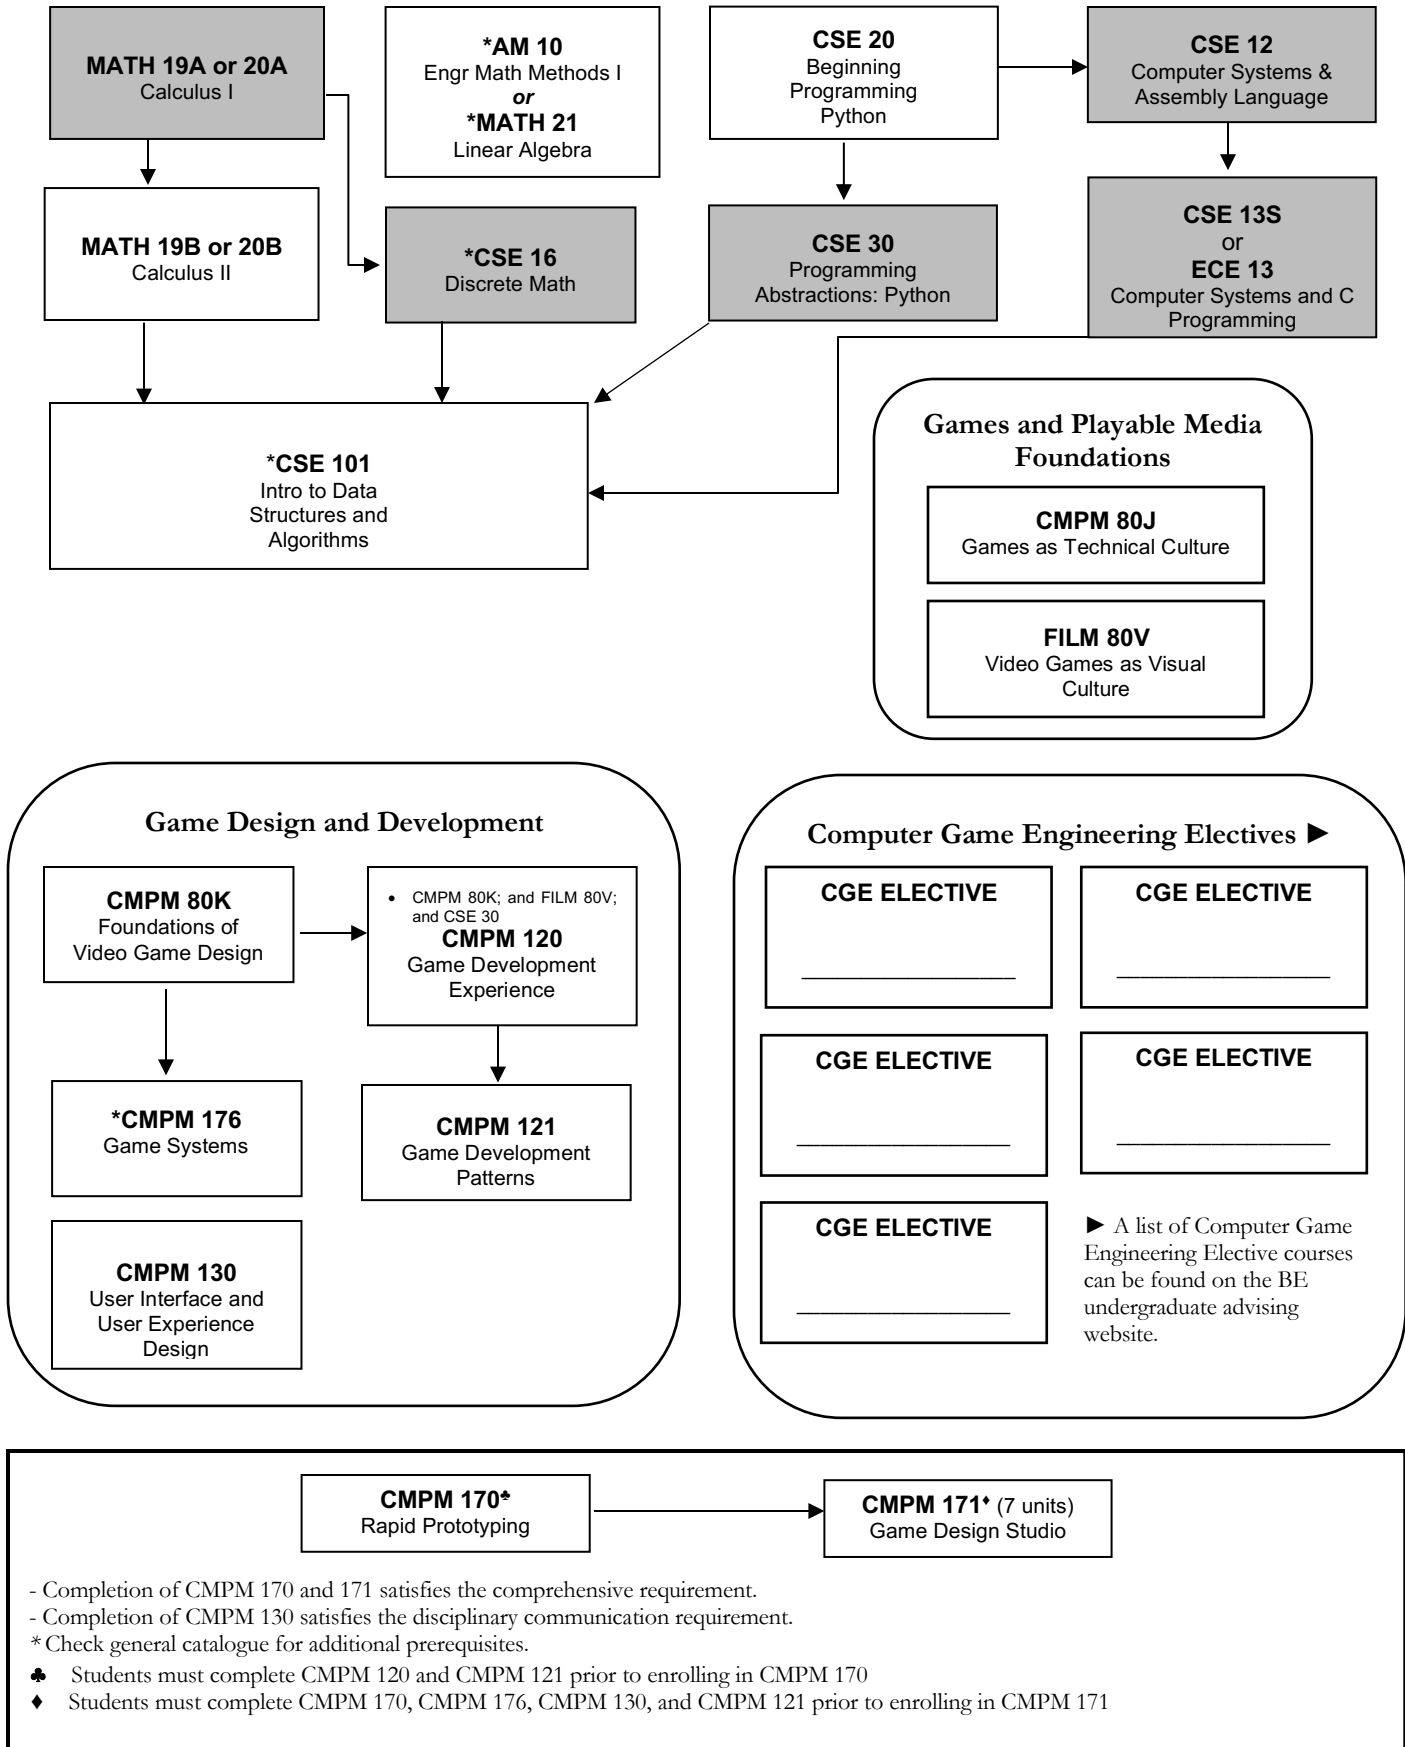 MATH 19A or 20A
Calculus I
*AM 10
Engr Math Methods I
or
*MATH 21
Linear Algebra
CSE 20
Beginning
Programming
Python
CSE 12
Computer Systems &
Assembly Language
MATH 19B or 20B
Calculus II
*CSE 16
Discrete Math
CSE 30
Programming
Abstractions: Python
CSE 13S
or
ECE 13
Computer Systems and C
Programming
*CSE 101
Intro to Data
Structures and
Algorithms
Games and Playable Media
Foundations
CMPM 80J
Games as Technical Culture
FILM 80V
Video Games as Visual
Culture
Game Design and Development
CMPM 80K
Foundations of
Video Game Design
• CMPM 80K; and FILM 80V;
and CSE 30
CMPM 120
Game Development
Experience
*CMPM 176
Game Systems
CMPM 121
Game Development
Patterns
CMPM 130
User Interface and
User Experience
Design
Computer Game Engineering Electives ►
CGE ELECTIVE
__________________
CGE ELECTIVE
__________________
CGE ELECTIVE
__________________
CGE ELECTIVE
__________________
CGE ELECTIVE
__________________
► A list of Computer Game
Engineering Elective courses
can be found on the BE
undergraduate advising
website.
CMPM 170♣
Rapid Prototyping
CMPM 171♦ (7 units)
Game Design Studio
- Completion of CMPM 170 and 171 satisfies the comprehensive requirement.
- Completion of CMPM 130 satisfies the disciplinary communication requirement.
* Check general catalogue for additional prerequisites.
♣ Students must complete CMPM 120 and CMPM 121 prior to enrolling in CMPM 170
♦ Students must complete CMPM 170, CMPM 176, CMPM 130, and CMPM 121 prior to enrolling in CMPM 171